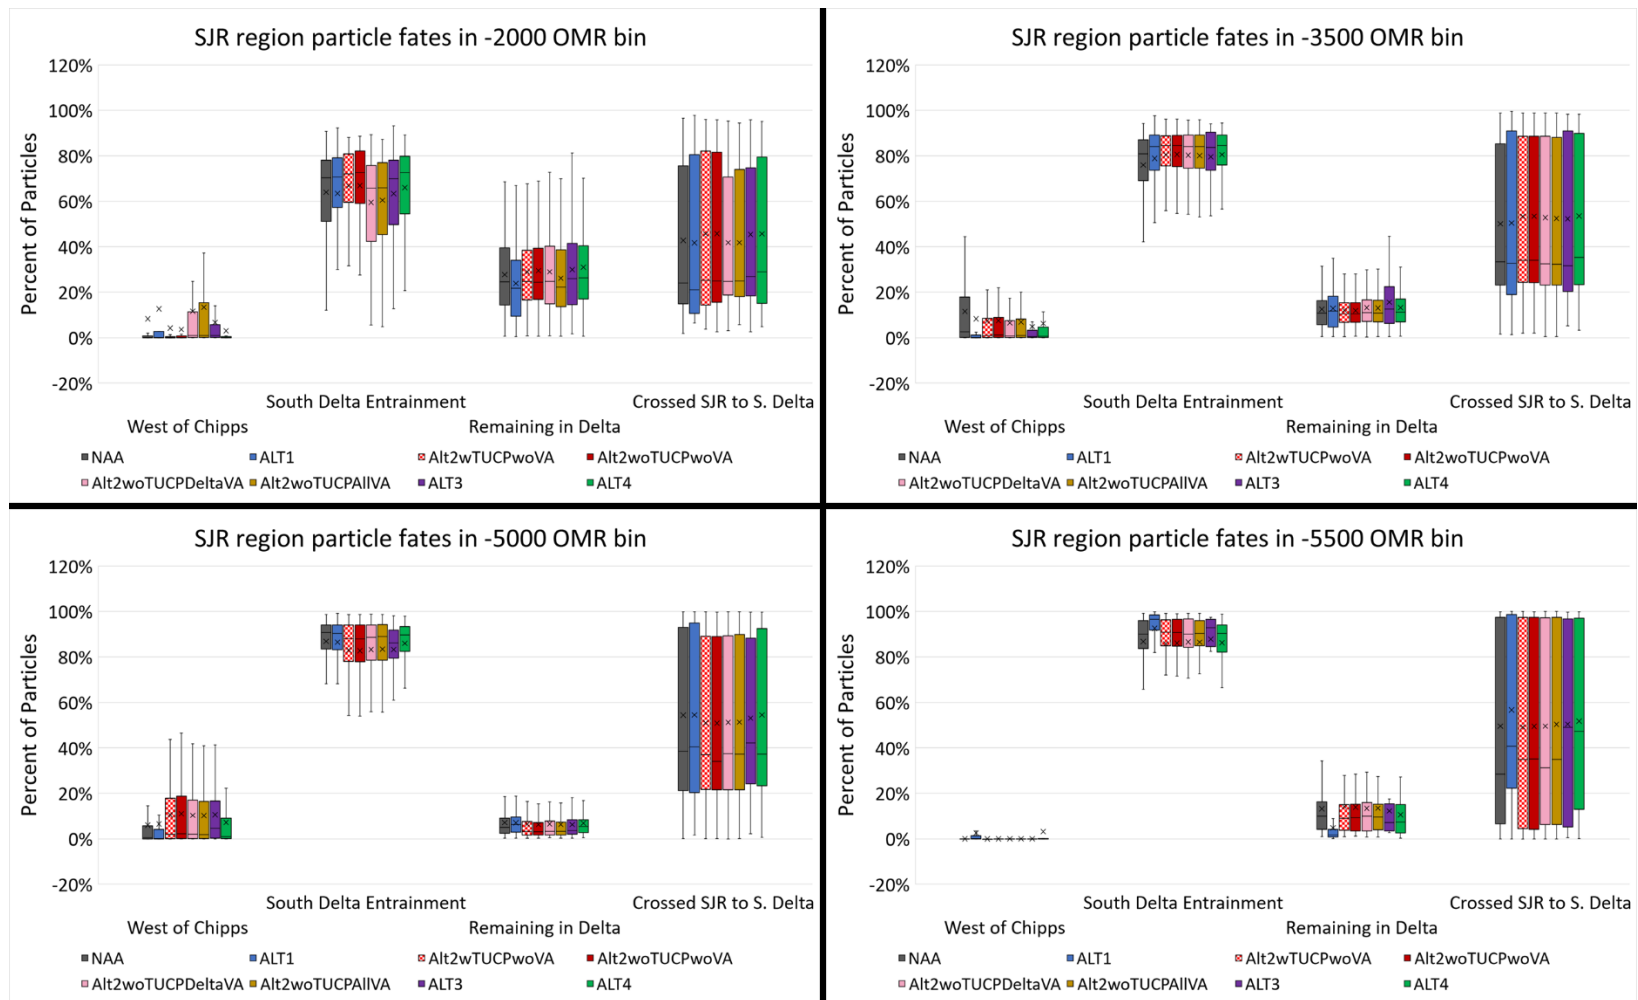 SJR region particle fates in -2000 OMR bin
120%
100%
80%
60%
40%
20%
0%
-20%
Percent of Particles
South Delta Entrainment
Crossed SJR to S. Delta
West of Chipps
Remaining in Delta
NAA
ALT1
Alt2wTUCPwoVA
Alt2woTUCPwoVA
Alt2woTUCPDeltaVA
Alt2woTUCPAllVA
ALT3
ALT4
SJR region particle fates in -3500 OMR bin
120%
100%
80%
60%
40%
20%
0%
-20%
Percent of Particles
South Delta Entrainment
Crossed SJR to S. Delta
West of Chipps
Remaining in Delta
NAA
ALT1
Alt2wTUCPwoVA
Alt2woTUCPwoVA
Alt2woTUCPDeltaVA
Alt2woTUCPAllVA
ALT3
ALT4
SJR region particle fates in -5000 OMR bin
120%
100%
80%
60%
40%
20%
0%
-20%
Percent of Particles
South Delta Entrainment
Crossed SJR to S. Delta
West of Chipps
Remaining in Delta
NAA
ALT1
Alt2wTUCPwoVA
Alt2woTUCPwoVA
Alt2woTUCPDeltaVA
Alt2woTUCPAllVA
ALT3
ALT4
SJR region particle fates in -5500 OMR bin
120%
100%
80%
60%
40%
20%
0%
-20%
Percent of Particles
South Delta Entrainment
Crossed SJR to S. Delta
West of Chipps
Remaining in Delta
NAA
ALT1
Alt2wTUCPwoVA
Alt2woTUCPwoVA
Alt2woTUCPDeltaVA
Alt2woTUCPAllVA
ALT3
ALT4